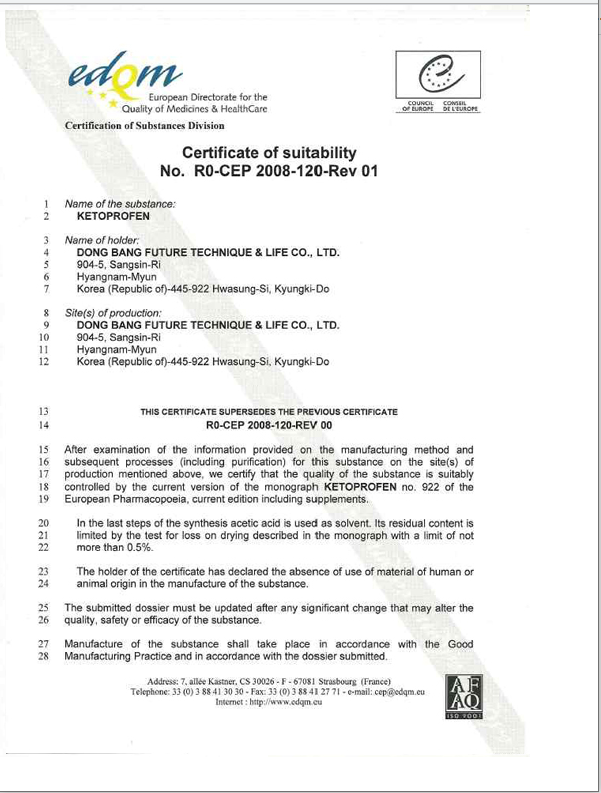 edqm
European Directorate for the
Quality of Medicines & HealthCare
COUNCIL CONSEIL
OF EUROPE DE L'EUROPE
Certification of Substances Division
Certificate of suitability
No. R0-CEP 2008-120-Rev 01
1 Name of the substance:
2 KETOPROFEN
3 Name of holder:
4 DONG BANG FUTURE TECHNIQUE & LIFE CO., LTD.
5 904-5, Sangsin-Ri
6 Hyangnam-Myun
7 Korea (Republic of)-445-922 Hwasung-Si, Kyungki-Do
8 Site(s) of production:
9 DONG BANG FUTURE TECHNIQUE & LIFE CO., LTD.
10 904-5, Sangsin-Ri
11 Hyangnam-Myun
12 Korea (Republic of)-445-922 Hwasung-Si, Kyungki-Do
13 THIS CERTIFICATE SUPERSEDES THE PREVIOUS CERTIFICATE
14 R0-CEP 2008-120-REV 00
15 After examination of the information provided on the manufacturing method and
16 subsequent processes (including purification) for this substance on the site(s) of
17 production mentioned above, we certify that the quality of the substance is suitably
18 controlled by the current version of the monograph KETOPROFEN no. 922 of the
19 European Pharmacopoeia, current edition including supplements.
20 In the last steps of the synthesis acetic acid is used as solvent. Its residual content is
21 limited by the test for loss on drying described in the monograph with a limit of not
22 more than 0.5%.
23 The holder of the certificate has declared the absence of use of material of human or
24 animal origin in the manufacture of the substance.
25 The submitted dossier must be updated after any significant change that may alter the
26 quality, safety or efficacy of the substance.
27 Manufacture of the substance shall take place in accordance with the Good
28 Manufacturing Practice and in accordance with the dossier submitted.
Address: 7, allée Kastner, CS 30026 - F - 67081 Strasbourg (France)
Telephone: 33 (0) 3 88 41 30 30 - Fax: 33 (0) 3 88 41 27 71 - e-mail: cep@edqm.eu
Internet : http://www.edqm.eu
AF
AQ
ISO 9001